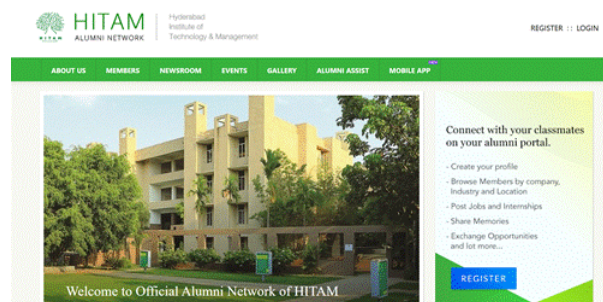 HITAM
ALUMNI NETWORK
HITAM
Hyderabad
Institute of
Technology & Management
REGISTER :: LOGIN
ABOUT US MEMBERS NEWSROOM EVENTS GALLERY ALUMNI ASSIST MOBILE APP
Connect with your classmates
on your alumni portal.
- Create your profile
- Browse Members by company,
Industry and Location
- Post Jobs and Internships
- Share Memories
- Exchange Opportunities
and lot more...
REGISTER
Welcome to Official Alumni Network of HITAM